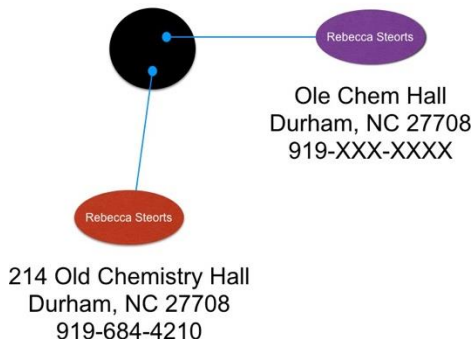 Rebecca Steorts
Ole Chem Hall
Durham, NC 27708
919-XXX-XXXX
Rebecca Steorts
214 Old Chemistry Hall
Durham, NC 27708
919-684-4210